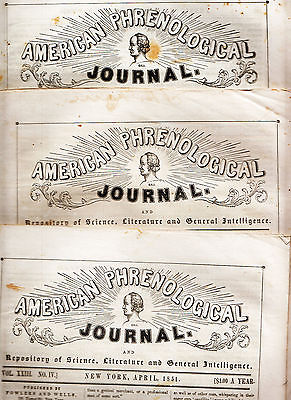 AMERICAN PHRENOLOGICAL
JOURNAL.
AMERICAN PHRENOLOGICAL
JOURNAL.
AND
Repository of Science, Literature and General Intelligence.
AMERICAN PHRENOLOGICAL
JOURNAL.
AND
Repository of Science, Literature and General Intelligence.
VOL. XIII. NO. IV.] NEW YORK, APRIL, 1851. [$1.00 A YEAR.
PUBLISHED BY
FOWLERS AND WELLS,